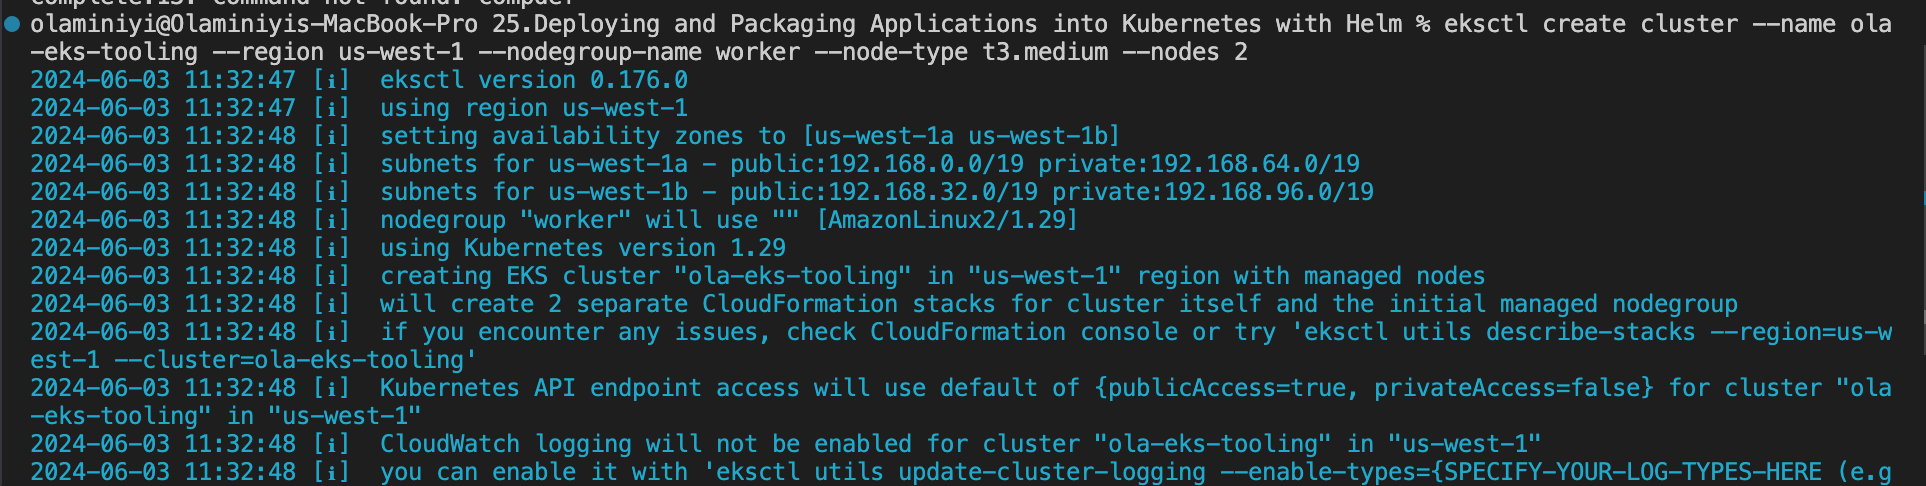 complete:13: command not found: compdef
olaminiyi@Olaminiyis-MacBook-Pro 25.Deploying and Packaging Applications into Kubernetes with Helm % eksctl create cluster --name ola
-eks-tooling --region us-west-1 --nodegroup-name worker --node-type t3.medium --nodes 2
2024-06-03 11:32:47 [ℹ]  eksctl version 0.176.0
2024-06-03 11:32:47 [ℹ]  using region us-west-1
2024-06-03 11:32:48 [ℹ]  setting availability zones to [us-west-1a us-west-1b]
2024-06-03 11:32:48 [ℹ]  subnets for us-west-1a - public:192.168.0.0/19 private:192.168.64.0/19
2024-06-03 11:32:48 [ℹ]  subnets for us-west-1b - public:192.168.32.0/19 private:192.168.96.0/19
2024-06-03 11:32:48 [ℹ]  nodegroup "worker" will use "" [AmazonLinux2/1.29]
2024-06-03 11:32:48 [ℹ]  using Kubernetes version 1.29
2024-06-03 11:32:48 [ℹ]  creating EKS cluster "ola-eks-tooling" in "us-west-1" region with managed nodes
2024-06-03 11:32:48 [ℹ]  will create 2 separate CloudFormation stacks for cluster itself and the initial managed nodegroup
2024-06-03 11:32:48 [ℹ]  if you encounter any issues, check CloudFormation console or try 'eksctl utils describe-stacks --region=us-w
est-1 --cluster=ola-eks-tooling'
2024-06-03 11:32:48 [ℹ]  Kubernetes API endpoint access will use default of {publicAccess=true, privateAccess=false} for cluster "ola
-eks-tooling" in "us-west-1"
2024-06-03 11:32:48 [ℹ]  CloudWatch logging will not be enabled for cluster "ola-eks-tooling" in "us-west-1"
2024-06-03 11:32:48 [ℹ]  you can enable it with 'eksctl utils update-cluster-logging --enable-types={SPECIFY-YOUR-LOG-TYPES-HERE (e.g